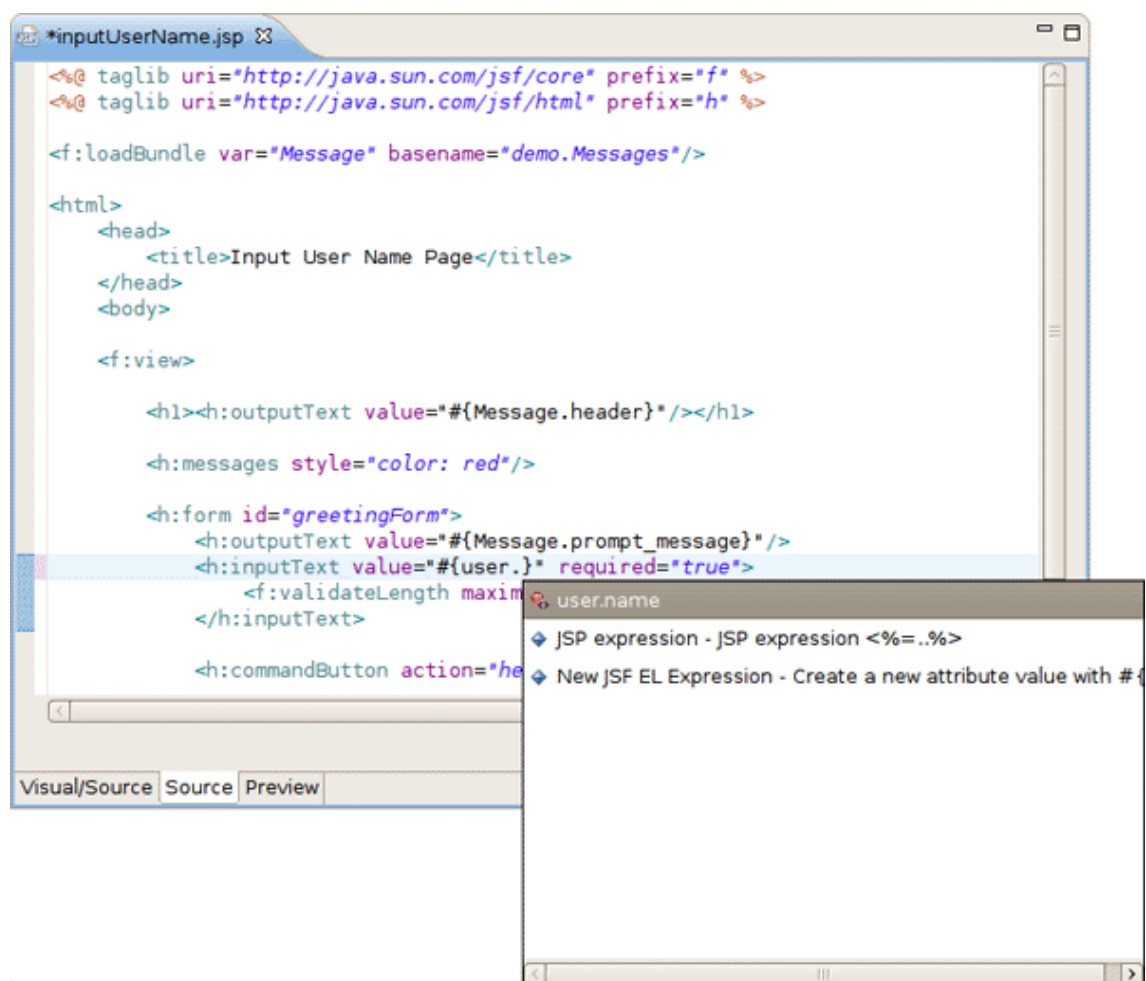 *inputUserName.jsp
<%@ taglib uri="http://java.sun.com/jsf/core" prefix="f" %>
<%@ taglib uri="http://java.sun.com/jsf/html" prefix="h" %>
<f:loadBundle var="Message" basename="demo.Messages"/>
<html>
<head>
<title>Input User Name Page</title>
</head>
<body>
<f:view>
<h1><h:outputText value="#{Message.header}"/></h1>
<h:messages style="color: red"/>
<h:form id="greetingForm">
<h:outputText value="#{Message.prompt_message}"/>
<h:inputText value="#{user.}" required="true">
<f:validateLength maxim
</h:inputText>
<h:commandButton action="he
user.name
JSP expression - JSP expression <%=..%>
New JSF EL Expression - Create a new attribute value with #{
Visual/Source Source Preview